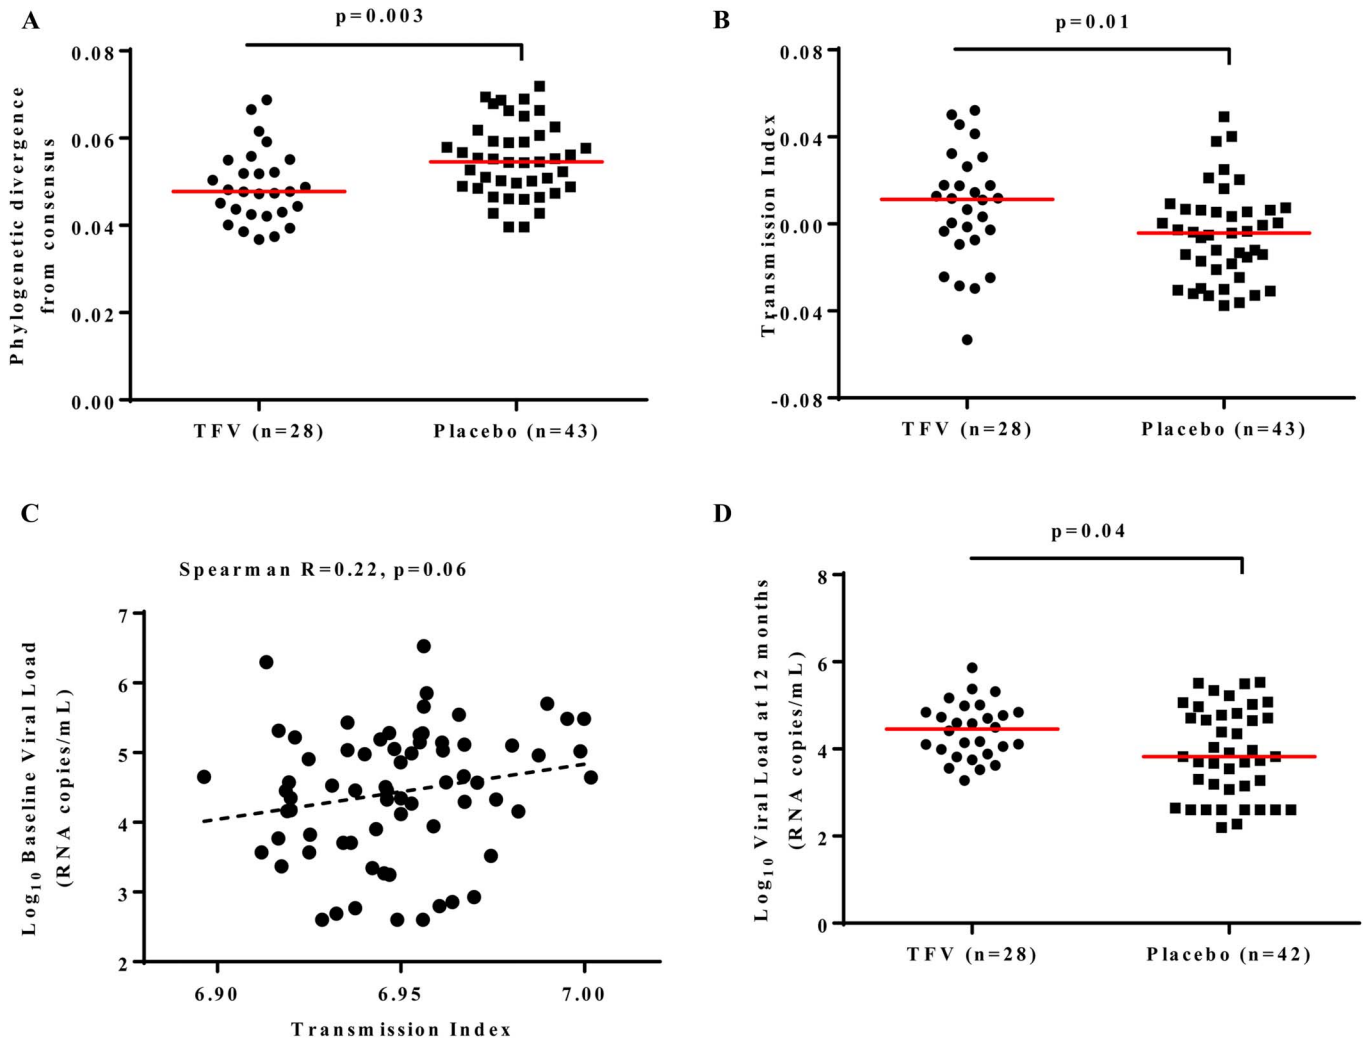 A
p=0.003
Phylogenetic divergence
from consensus
0.08
0.06
0.04
0.02
0.00
TFV (n=28)
Placebo (n=43)
B
p=0.01
Transmission Index
0.08
0.04
0.00
-0.04
-0.08
TFV (n=28)
Placebo (n=43)
C
Spearman R=0.22, p=0.06
Log10 Baseline Viral Load
(RNA copies/mL)
7
6
5
4
3
2
6.90
6.95
7.00
Transmission Index
D
p=0.04
Log10 Viral Load at 12 months
(RNA copies/mL)
8
6
4
2
0
TFV (n=28)
Placebo (n=42)